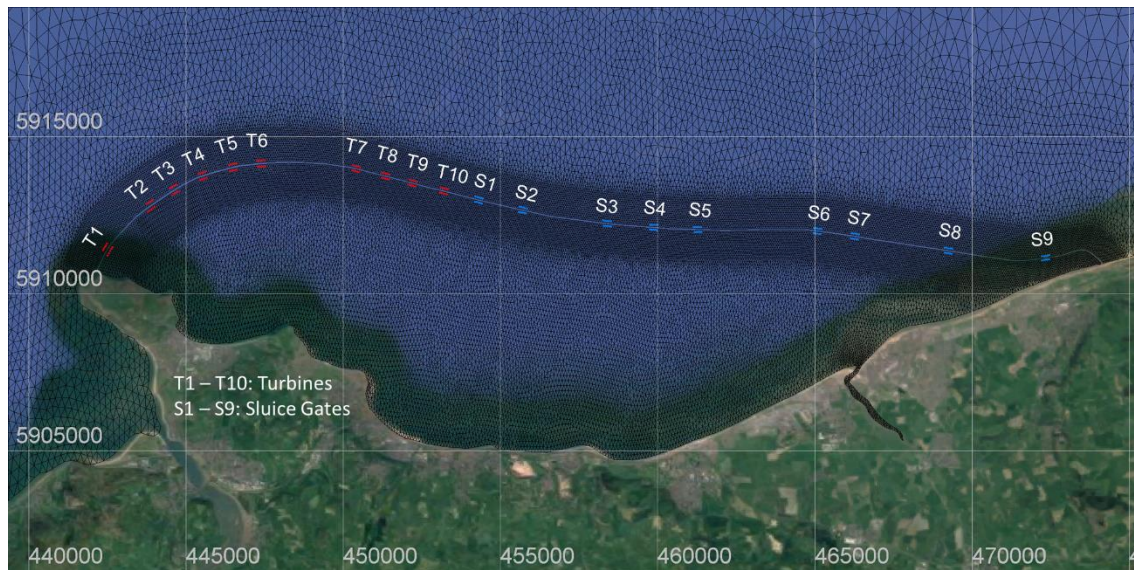 5915000
T1
T2
T3
T4
T5
T6
T7
T8
T9
T10
S1
S2
S3
S4
S5
S6
S7
S8
S9
5910000
T1 – T10: Turbines
S1 – S9: Sluice Gates
5905000
440000 445000 450000 455000 460000 465000 470000